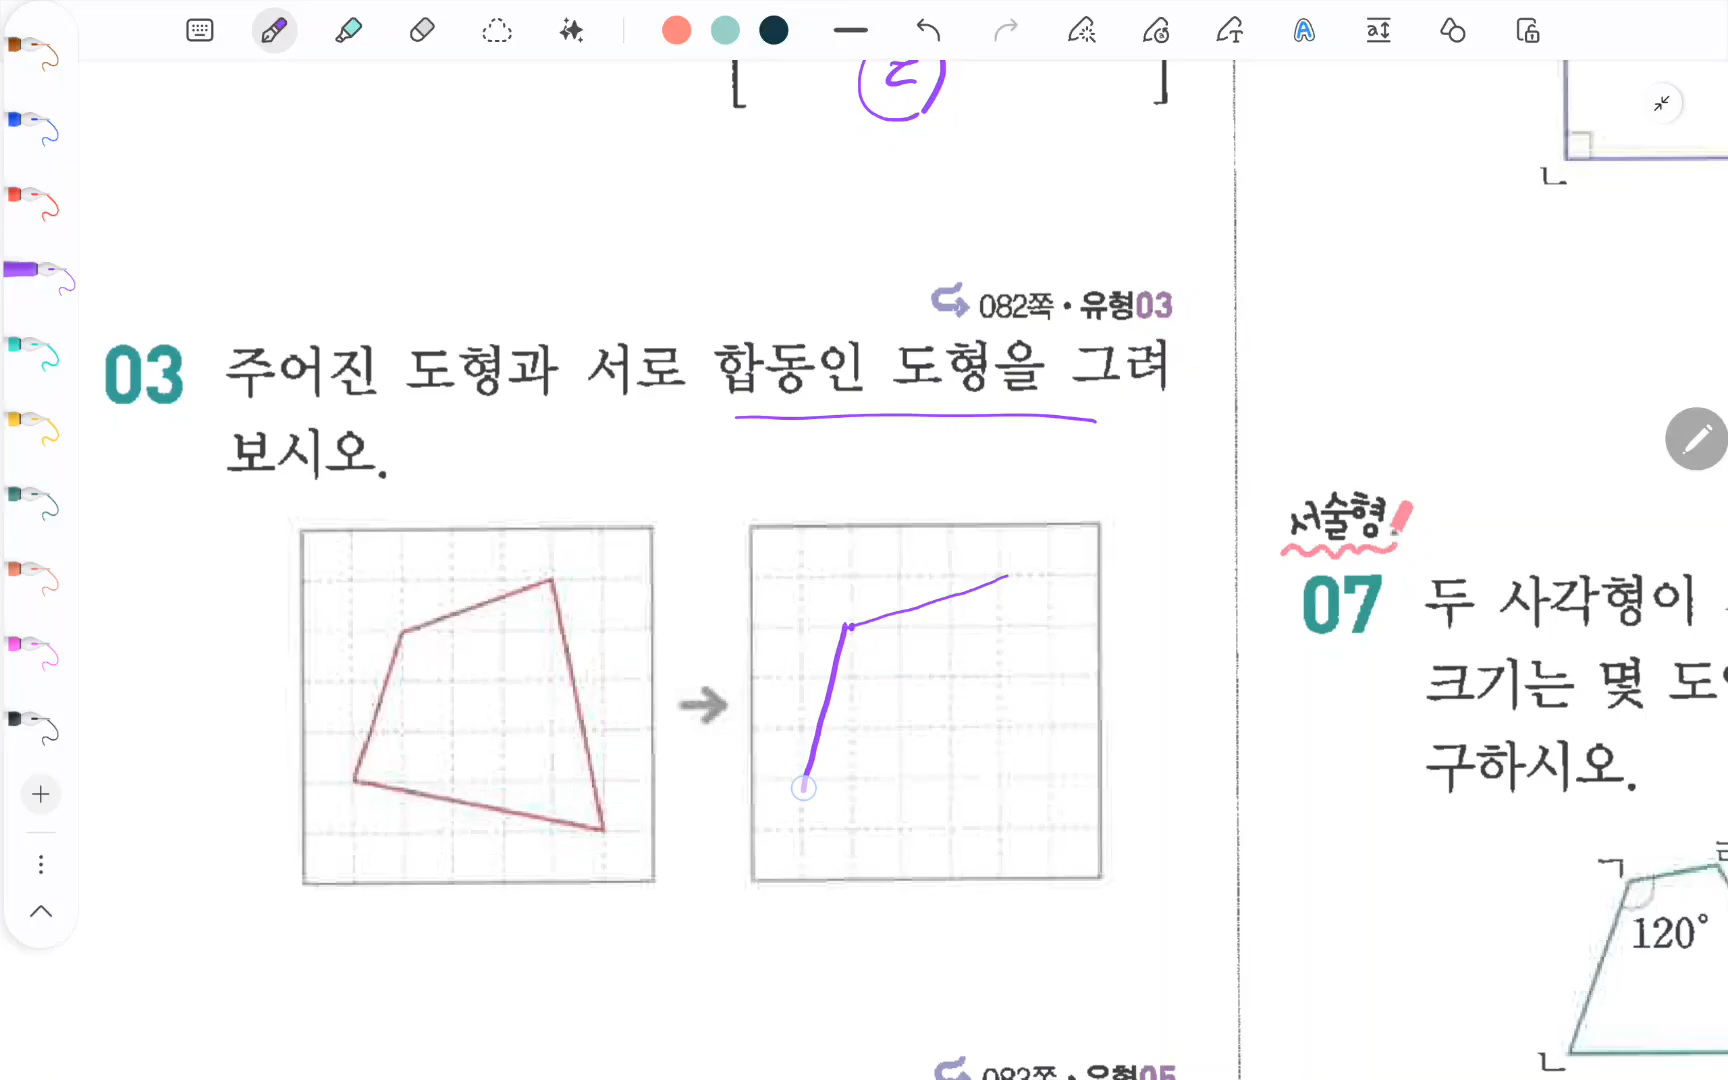 2
082쪽·유형03
03 주어진 도형과 서로 합동인 도형을 그려
보시오.
ㄴ
서술형!
07 두 사각형이
크기는 몇
구하시오.
ㄱ
120°
ㄴ